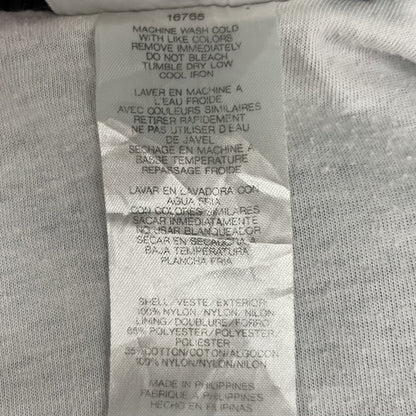 16765
MACHINE WASH COLD
WITH LIKE COLORS
REMOVE IMMEDIATELY
DO NOT BLEACH
TUMBLE DRY LOW
COOL IRON
LAVER EN MACHINE A
L'EAU FROIDE
AVEC COULEURS SIMILAIRES
RETIRER RAPIDEMENT
NE PAS UTILISER D'EAU
DE JAVEL
SECHAGE EN MACHINE A
BASSE TEMPERATURE
REPASSAGE FROIDE
LAVAR EN LAVADORA CON
AGUA FRIA
CON COLORES SIMILARES
SACAR INMEDIATAMENTE
NO USAR BLANQUEADOR
SECAR EN SECADORA A
BAJA TEMPERATURA
PLANCHA FRIA
SHELL/VESTE/EXTERIOR
100% NYLON/NYLON/NILON
LINING/DOUBLURE/FORRO
65% POLYESTER/POLYESTER/
POLIESTER
35%COTTON/COTON/ALGODON
100% NYLON/NYLON/NILON
MADE IN PHILIPPINES
FABRIQUE A PHILIPPINES
HECHO EN FILIPINAS